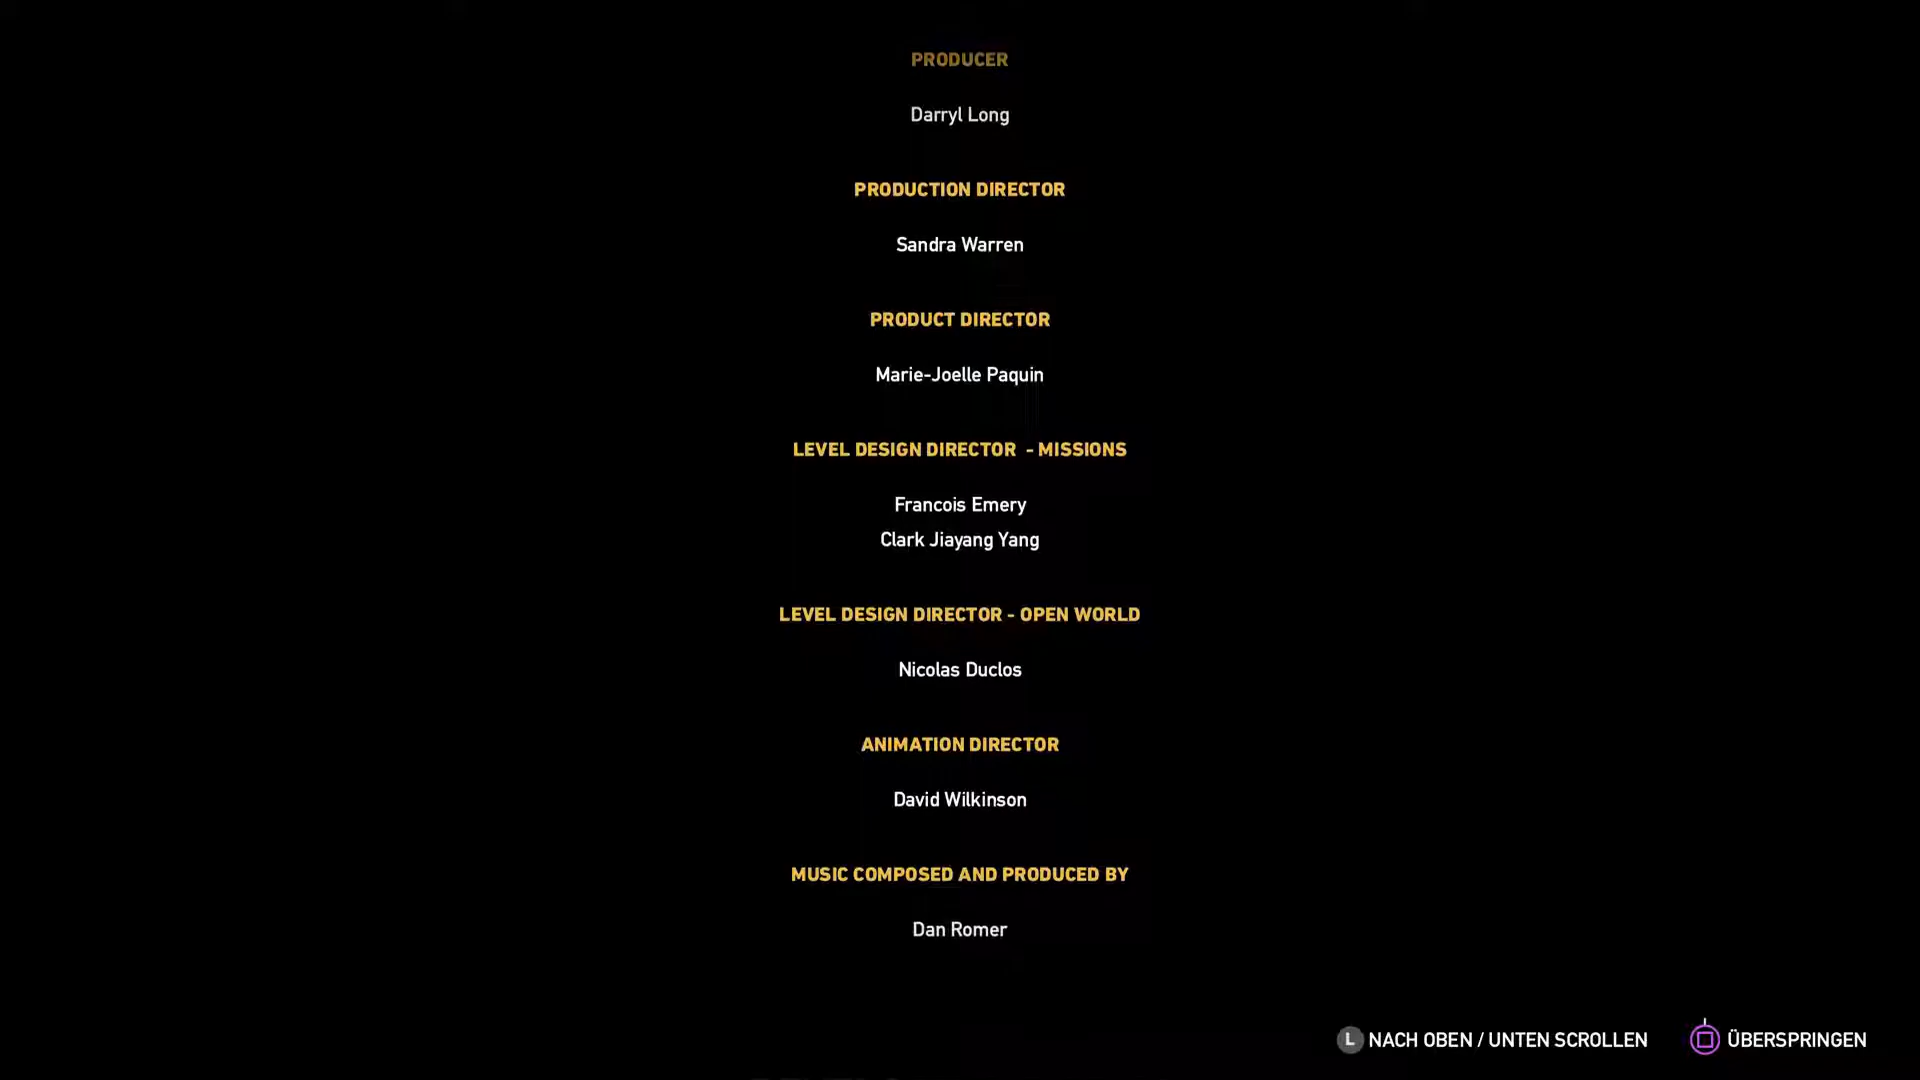 PRODUCER
Darryl Long
PRODUCTION DIRECTOR
Sandra Warren
PRODUCT DIRECTOR
Marie-Joelle Paquin
LEVEL DESIGN DIRECTOR - MISSIONS
Francois Emery
Clark Jiayang Yang
LEVEL DESIGN DIRECTOR - OPEN WORLD
Nicolas Duclos
ANIMATION DIRECTOR
David Wilkinson
MUSIC COMPOSED AND PRODUCED BY
Dan Romer
L NACH OBEN / UNTEN SCROLLEN ÜBERSPRINGEN